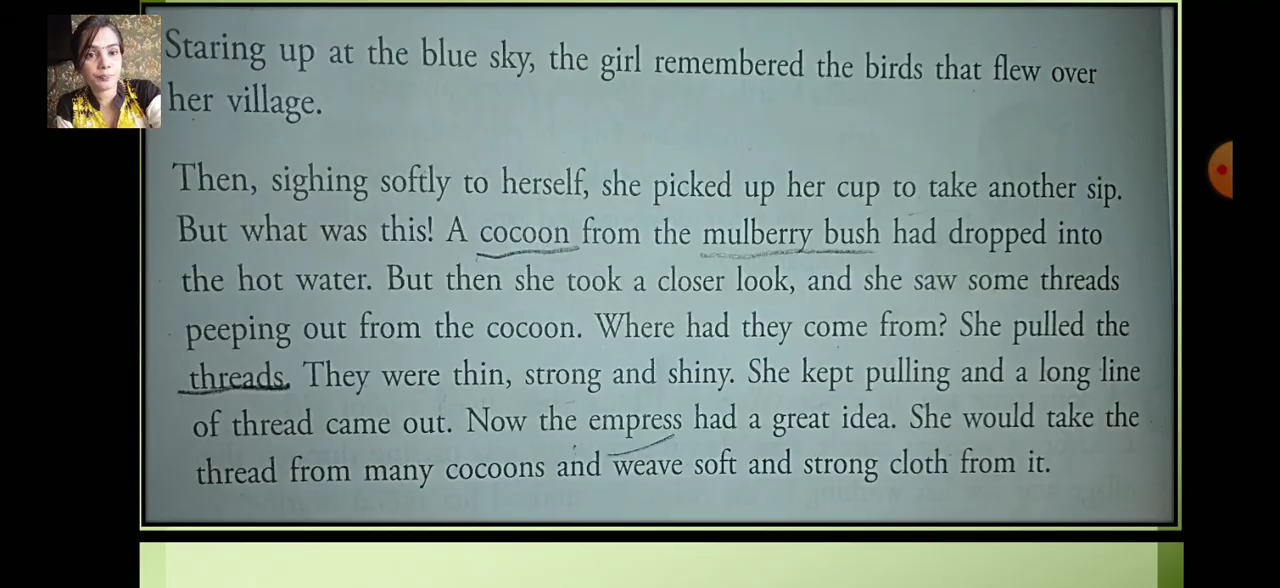 Staring up at the blue sky, the girl remembered the birds that flew over
her village.
Then, sighing softly to herself, she picked up her cup to take another sip.
But what was this! A cocoon from the mulberry bush had dropped into
the hot water. But then she took a closer look, and she saw some threads
peeping out from the cocoon. Where had they come from? She pulled the
threads. They were thin, strong and shiny. She kept pulling and a long line
of thread came out. Now the empress had a great idea. She would take the
thread from many cocoons and weave soft and strong cloth from it.